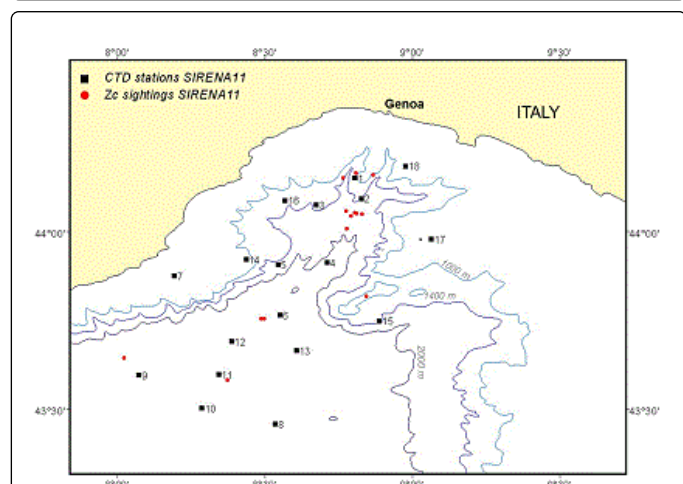 8°00' 8°30' 9°00' 9°30'
CTD stations SIRENA11
Zc sightings SIRENA11
Genoa
ITALY
18
1
16 3 2
44°00' 17 44°00'
14 5 4
7
1000 m
1400 m
6 15
12
13
2000 m
9 11
10
43°30' 43°30'
8